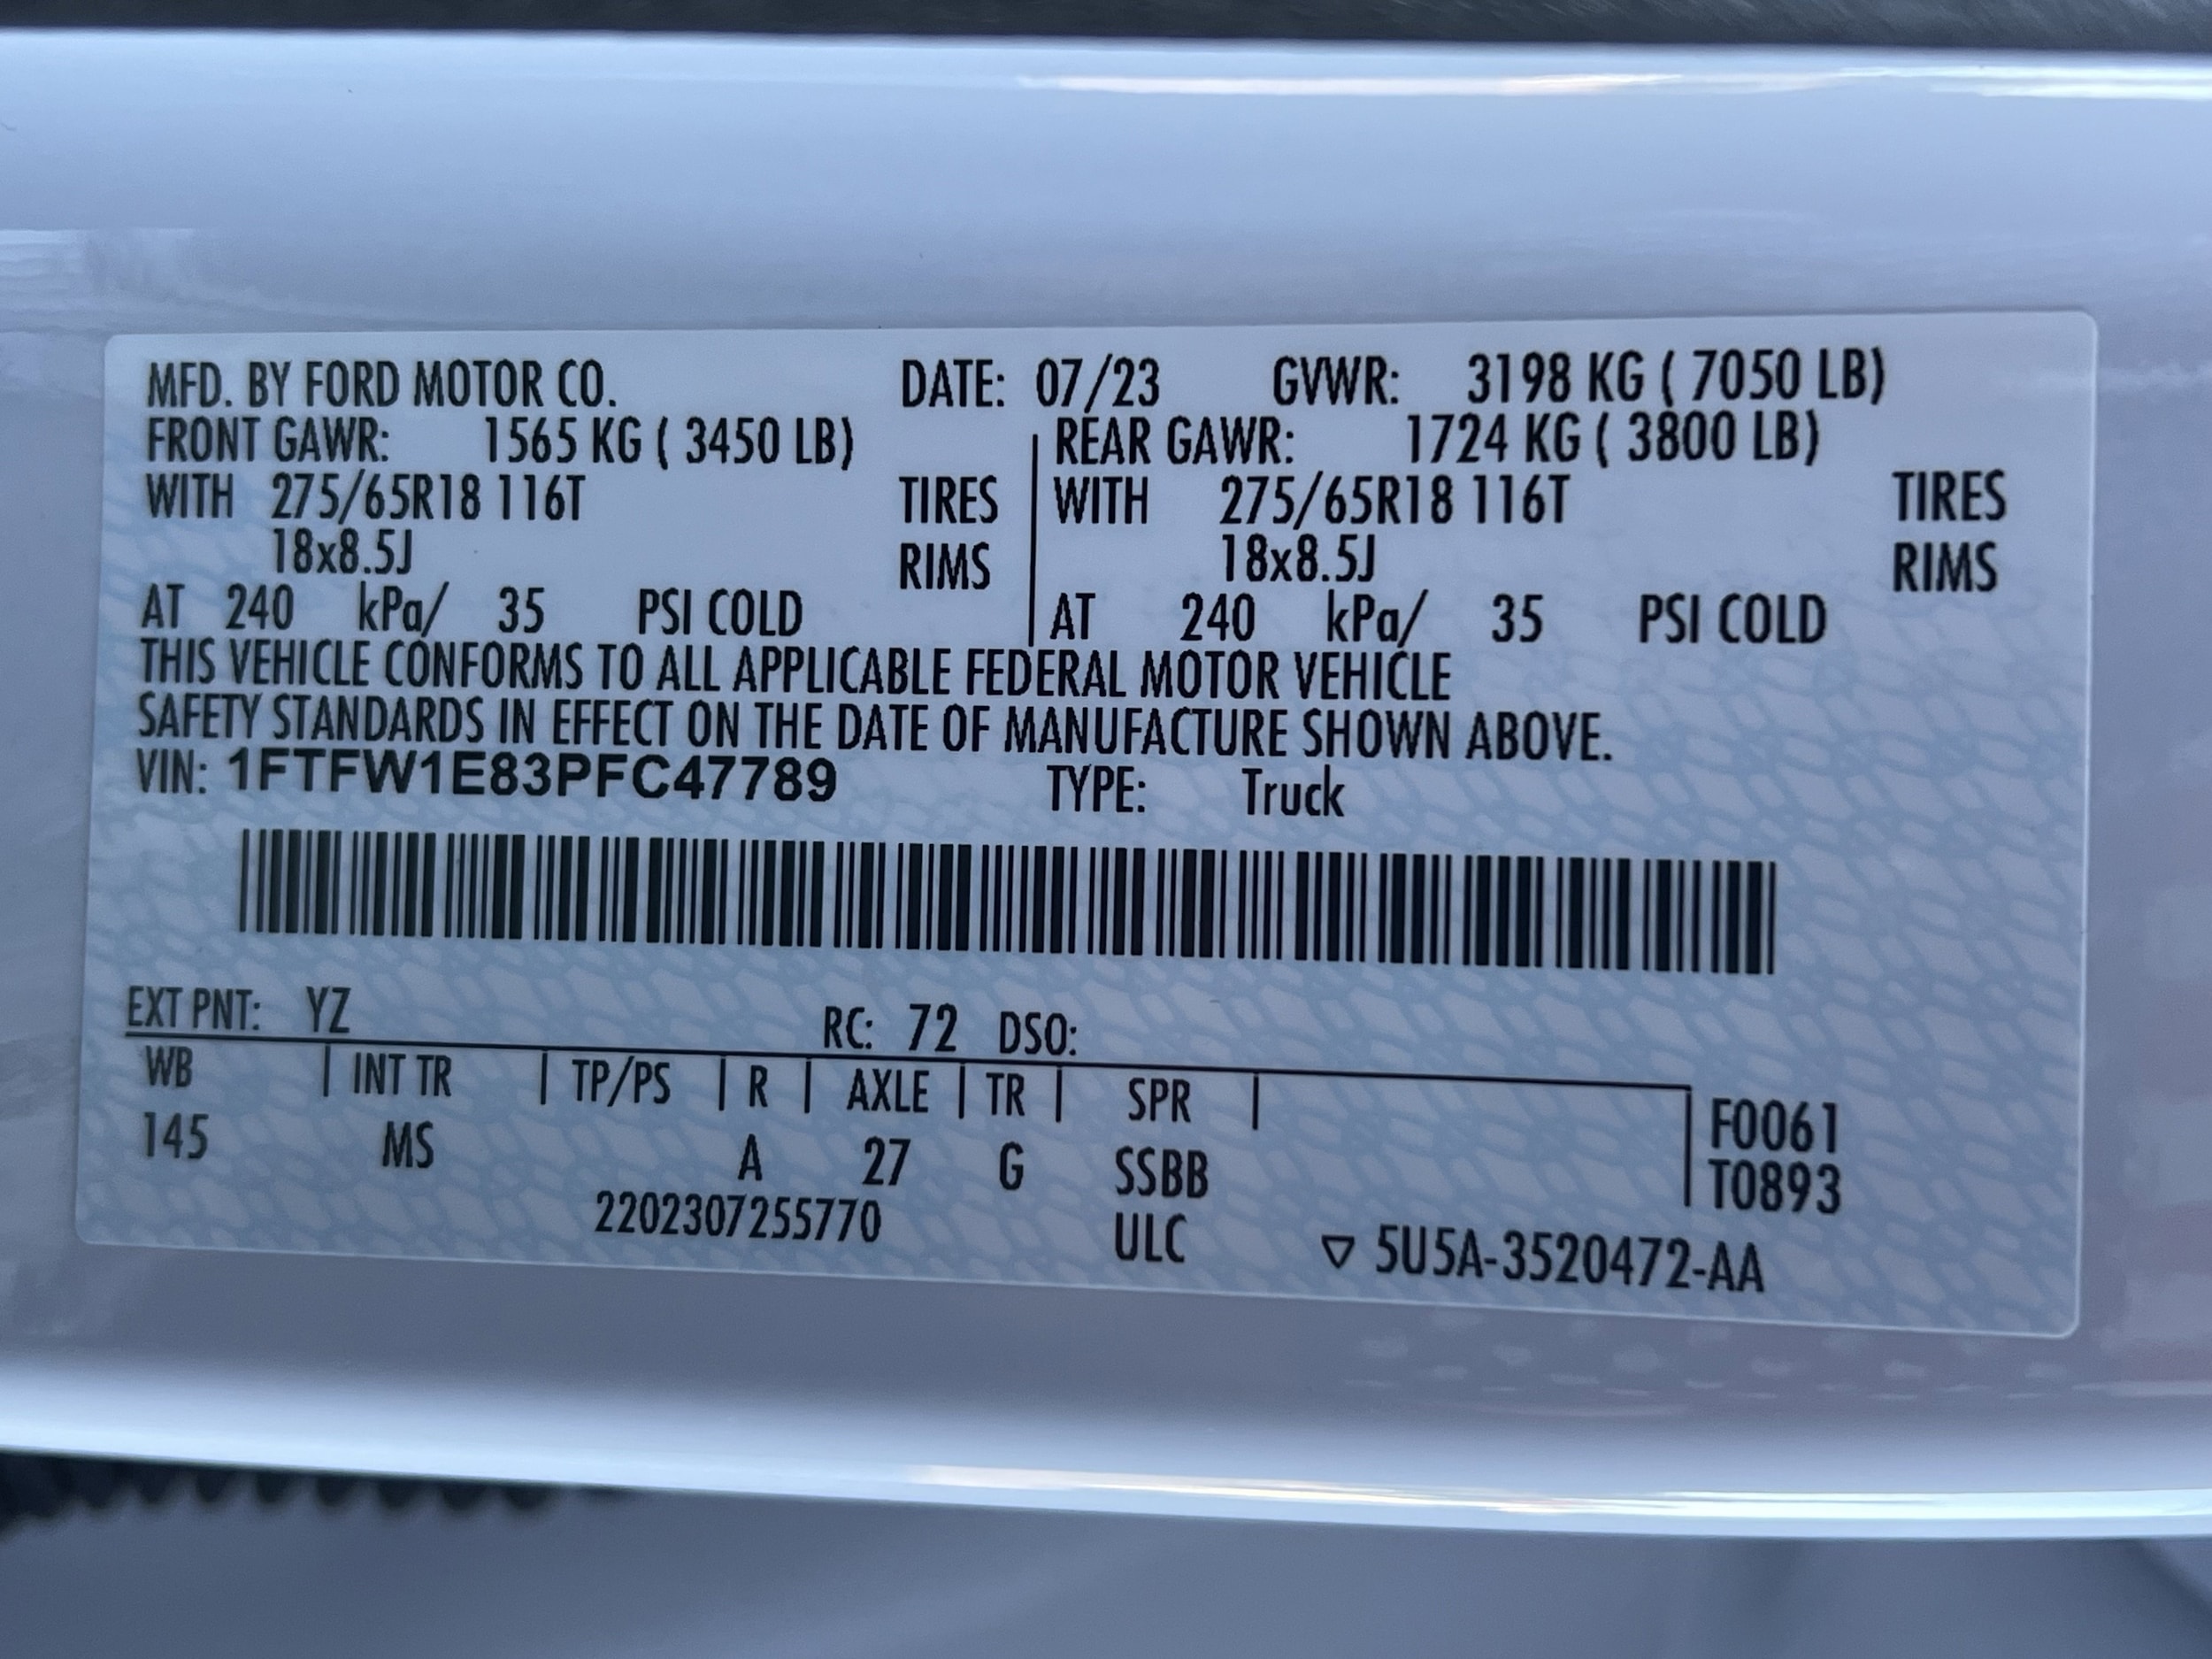 MFD. BY FORD MOTOR CO. DATE: 07/23 GVWR: 3198 KG ( 7050 LB)
FRONT GAWR: 1565 KG ( 3450 LB) REAR GAWR: 1724 KG ( 3800 LB)
WITH 275/65R18 116T TIRES WITH 275/65R18 116T TIRES
18x8.5J RIMS 18x8.5J RIMS
AT 240 kPa/ 35 PSI COLD AT 240 kPa/ 35 PSI COLD
THIS VEHICLE CONFORMS TO ALL APPLICABLE FEDERAL MOTOR VEHICLE
SAFETY STANDARDS IN EFFECT ON THE DATE OF MANUFACTURE SHOWN ABOVE.
VIN: 1FTFW1E83PFC47789 TYPE: Truck
EXT PNT: YZ RC: 72 DSO:
WB | INT TR | TP/PS | R | AXLE | TR | SPR | F0061
145 MS A 27 G SSBB T0893
2202307255770 ULC ▽ 5U5A-3520472-AA